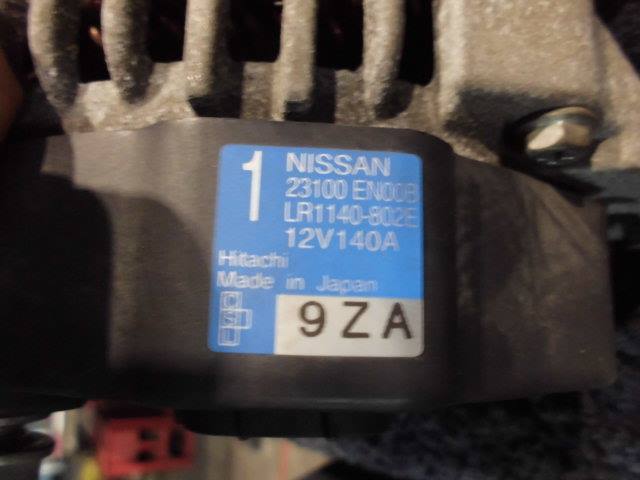 1
NISSAN
23100 EN00B
LR1140-802E
12V140A
Hitachi
Made in Japan
C
S I
L
9ZA